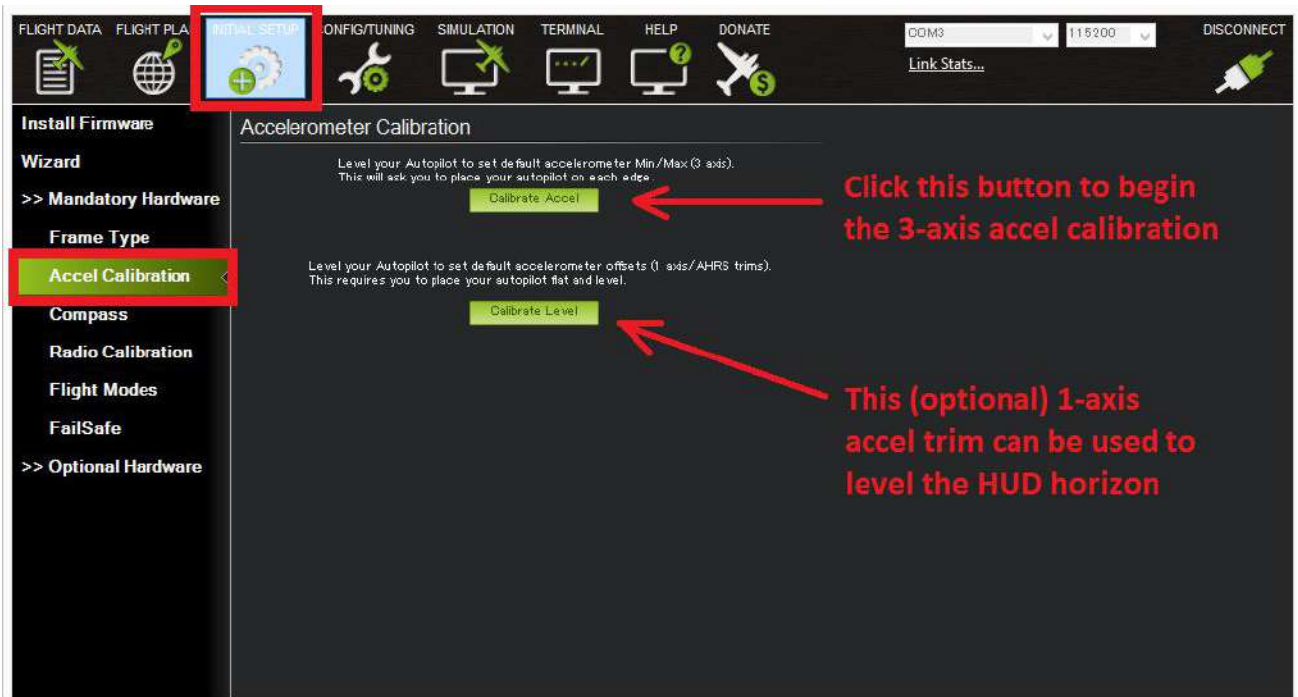 FLIGHT DATA FLIGHT PLA INITIAL SETUP CONFIG/TUNING SIMULATION TERMINAL HELP DONATE COM3 115200 DISCONNECT
Link Stats...
Install Firmware
Accelerometer Calibration
Wizard
Level your Autopilot to set default accelerometer Min/Max (3 axis).
This will ask you to place your autopilot on each edge.
>> Mandatory Hardware
Calibrate Accel
Click this button to begin
the 3-axis accel calibration
Frame Type
Accel Calibration
Level your Autopilot to set default accelerometer offsets (1 axis/AHRS trims).
This requires you to place your autopilot flat and level.
Compass
Calibrate Level
Radio Calibration
Flight Modes
This (optional) 1-axis
accel trim can be used to
level the HUD horizon
FailSafe
>> Optional Hardware